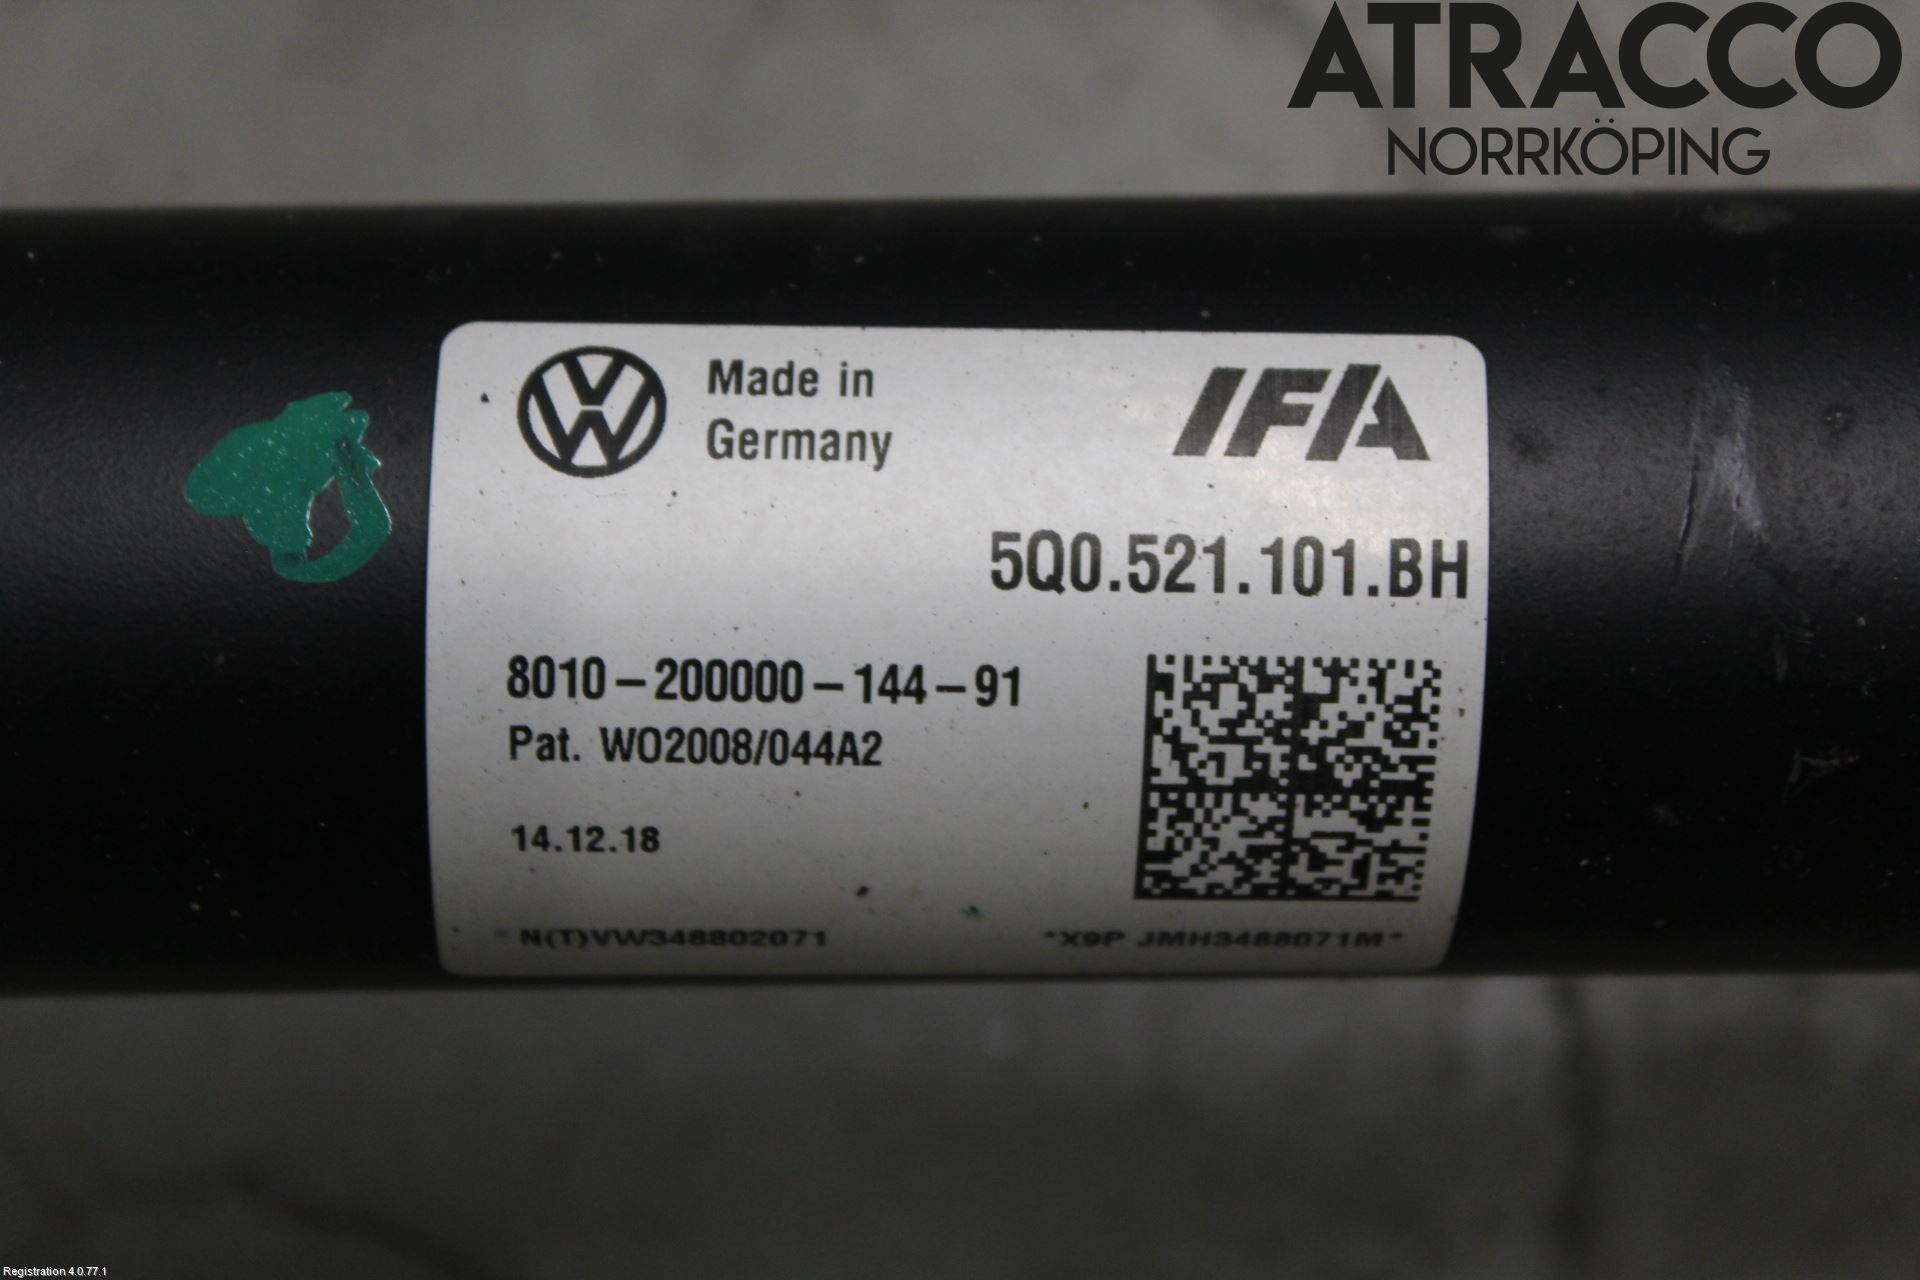 ATRACCO
NORRKÖPING
Made in
Germany
IFA
5Q0.521.101.BH
8010-200000-144-91
Pat. WO2008/044A2
14.12.18
*N(T)VW348802071
*X9P JMH3488071M*
Registration 4.0.77.1